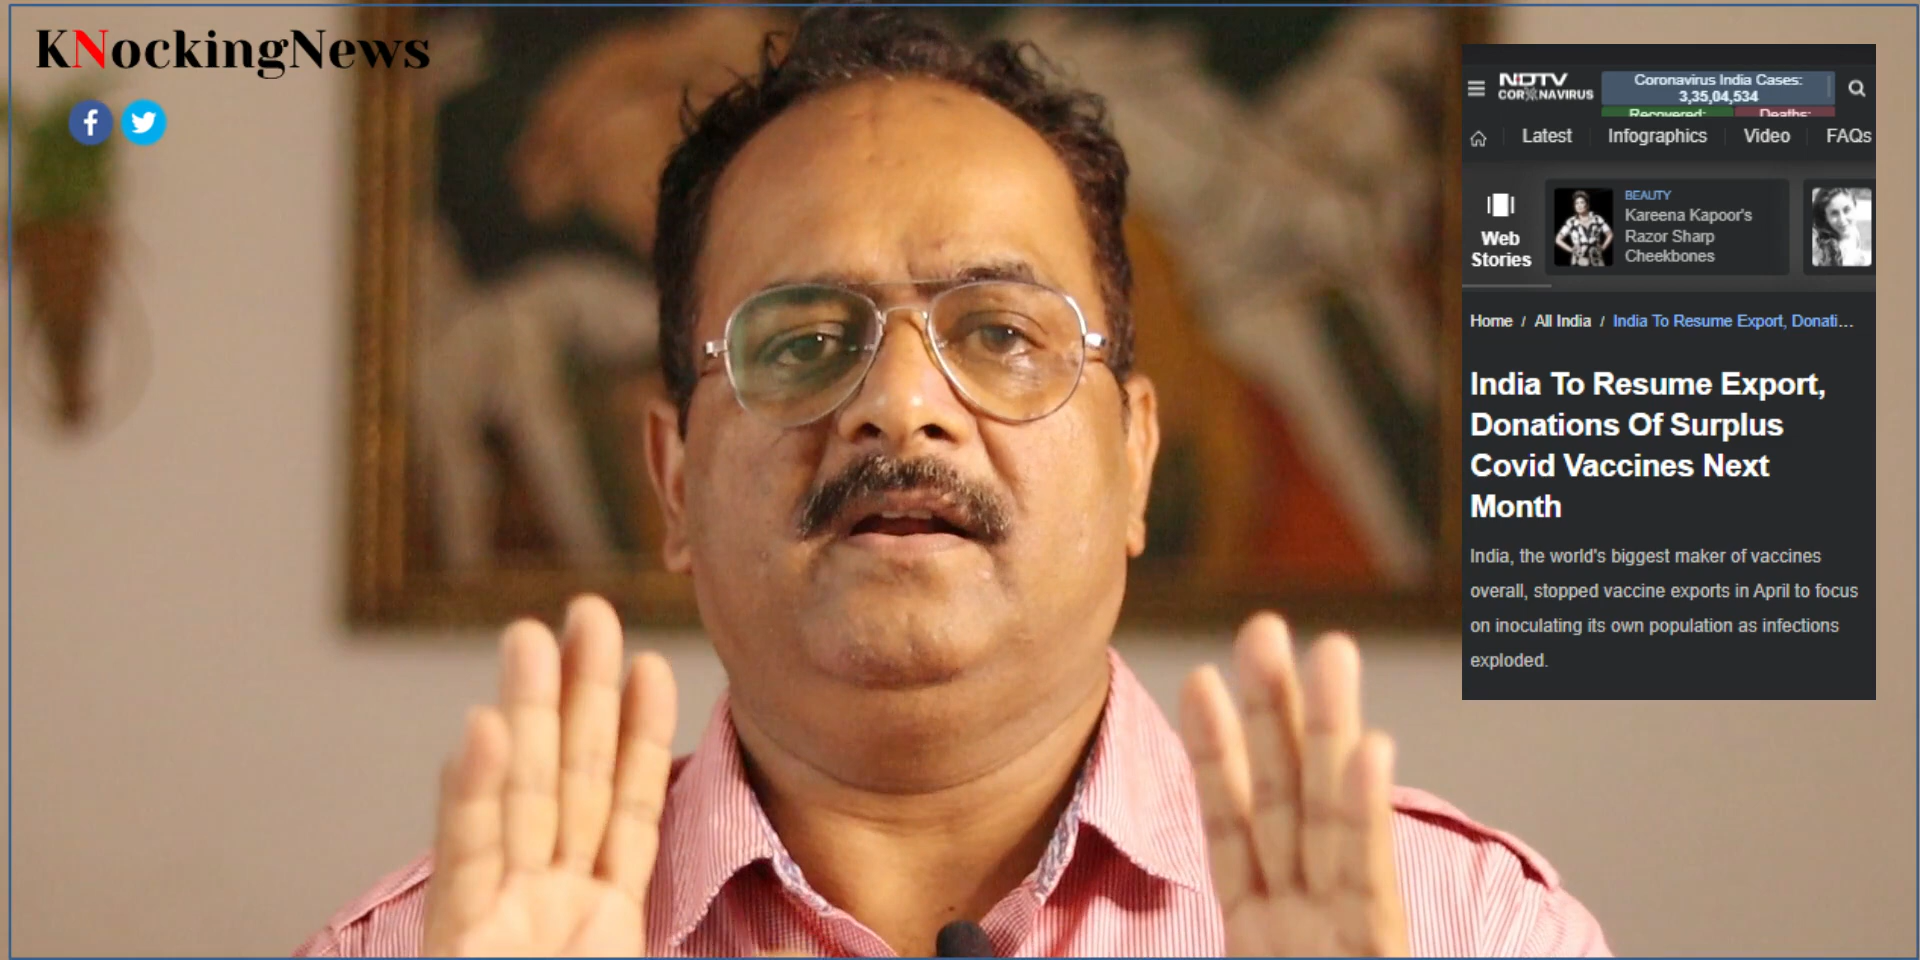 KNockingNews
NDTV
CORONAVIRUS
Coronavirus India Cases:
3,35,04,534
Recovered:
Deaths:
Latest
Infographics
Video
FAQs
Web
Stories
BEAUTY
Kareena Kapoor's
Razor Sharp
Cheekbones
Home / All India / India To Resume Export, Donati...
India To Resume Export,
Donations Of Surplus
Covid Vaccines Next
Month
India, the world's biggest maker of vaccines
overall, stopped vaccine exports in April to focus
on inoculating its own population as infections
exploded.